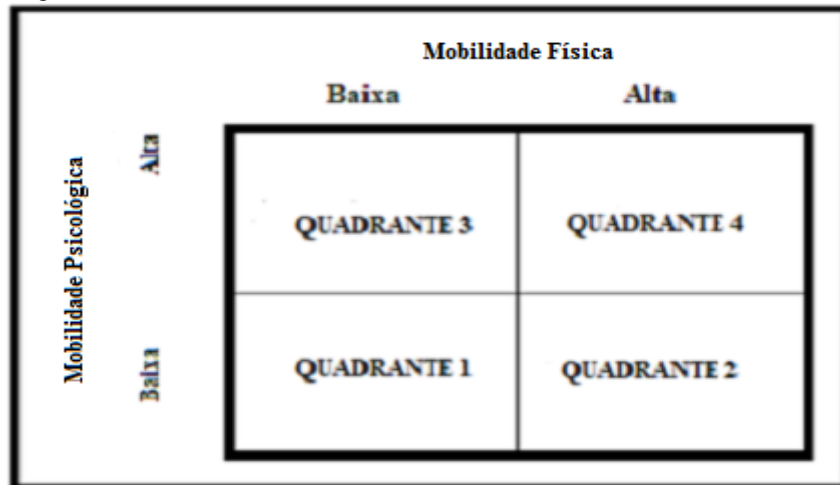 Mobilidade Física
Baixa Alta
Mobilidade Psicológica
Alta
QUADRANTE 3 QUADRANTE 4
Baixa
QUADRANTE 1 QUADRANTE 2